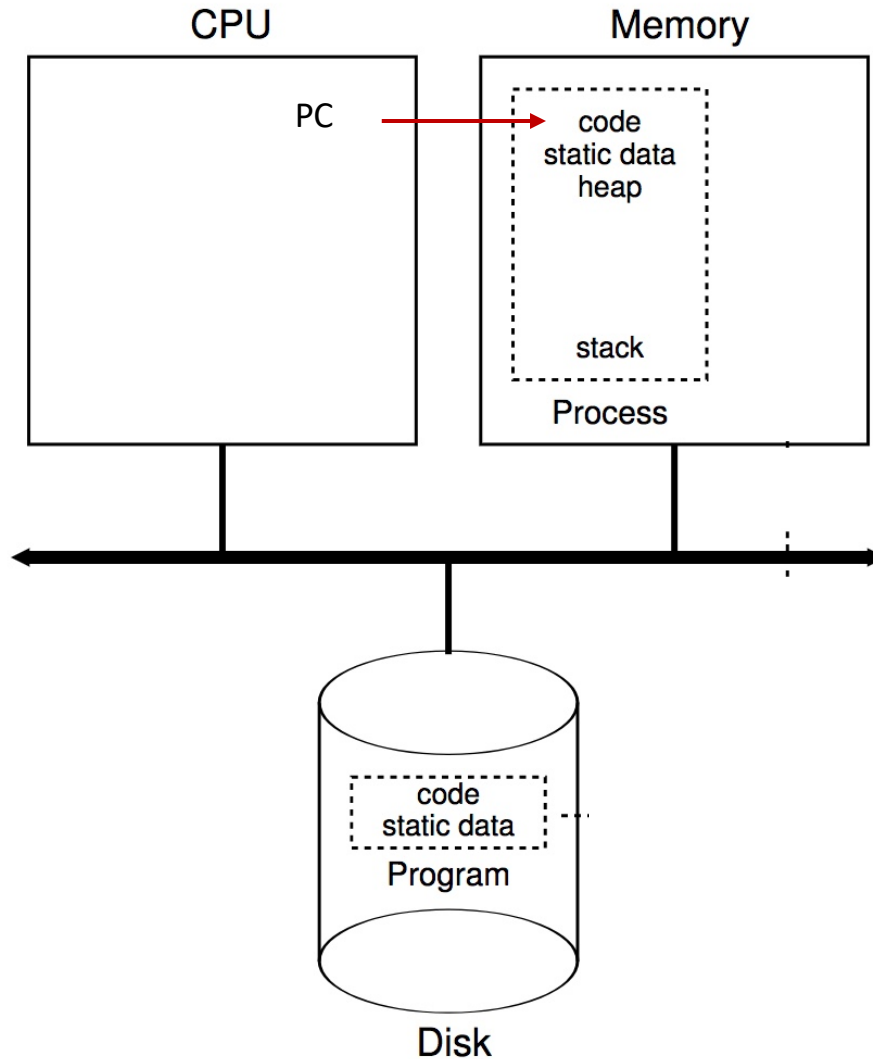 CPU
Memory
PC
code
static data
heap
stack
Process
code
static data
Program
Disk